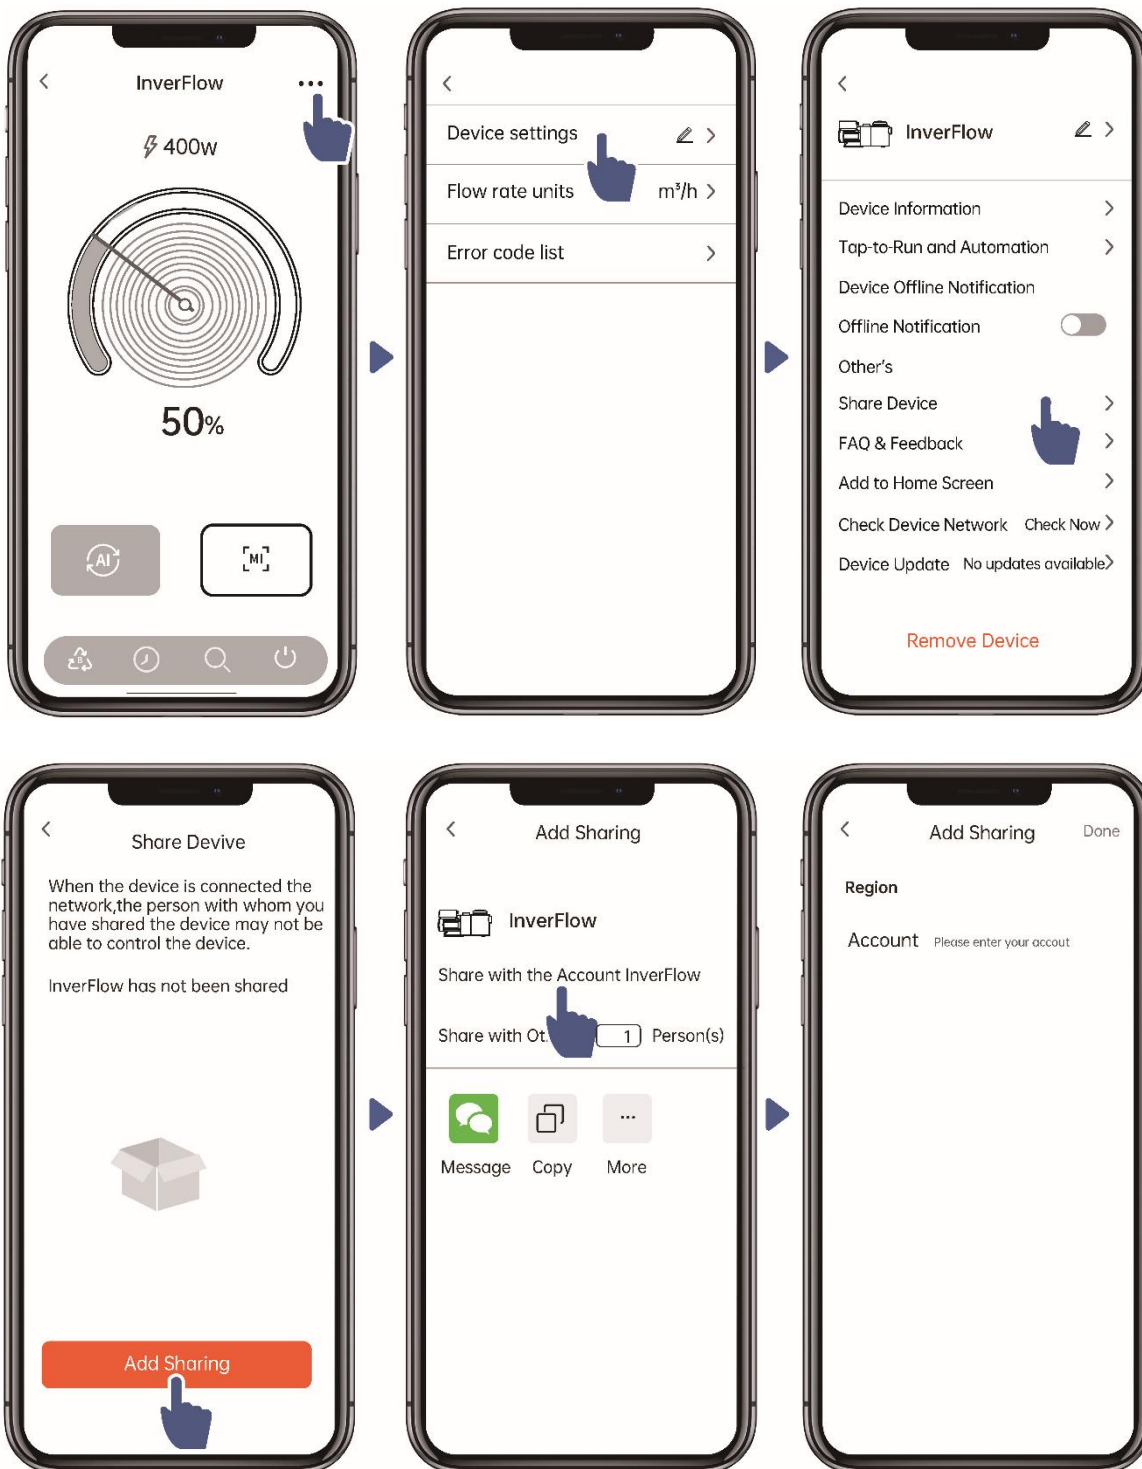 InverFlow
400w
50%
AI
MI
B
Device settings
Flow rate units m³/h
Error code list
InverFlow
Device Information
Tap-to-Run and Automation
Device Offline Notification
Offline Notification
Other's
Share Device
FAQ & Feedback
Add to Home Screen
Check Device Network Check Now
Device Update No updates available
Remove Device
Share Devive
When the device is connected the
network,the person with whom you
have shared the device may not be
able to control the device.
InverFlow has not been shared
Add Sharing
Add Sharing
InverFlow
Share with the Account InverFlow
Share with Ot 1 Person(s)
...
Message Copy More
Add Sharing Done
Region
Account Please enter your accout